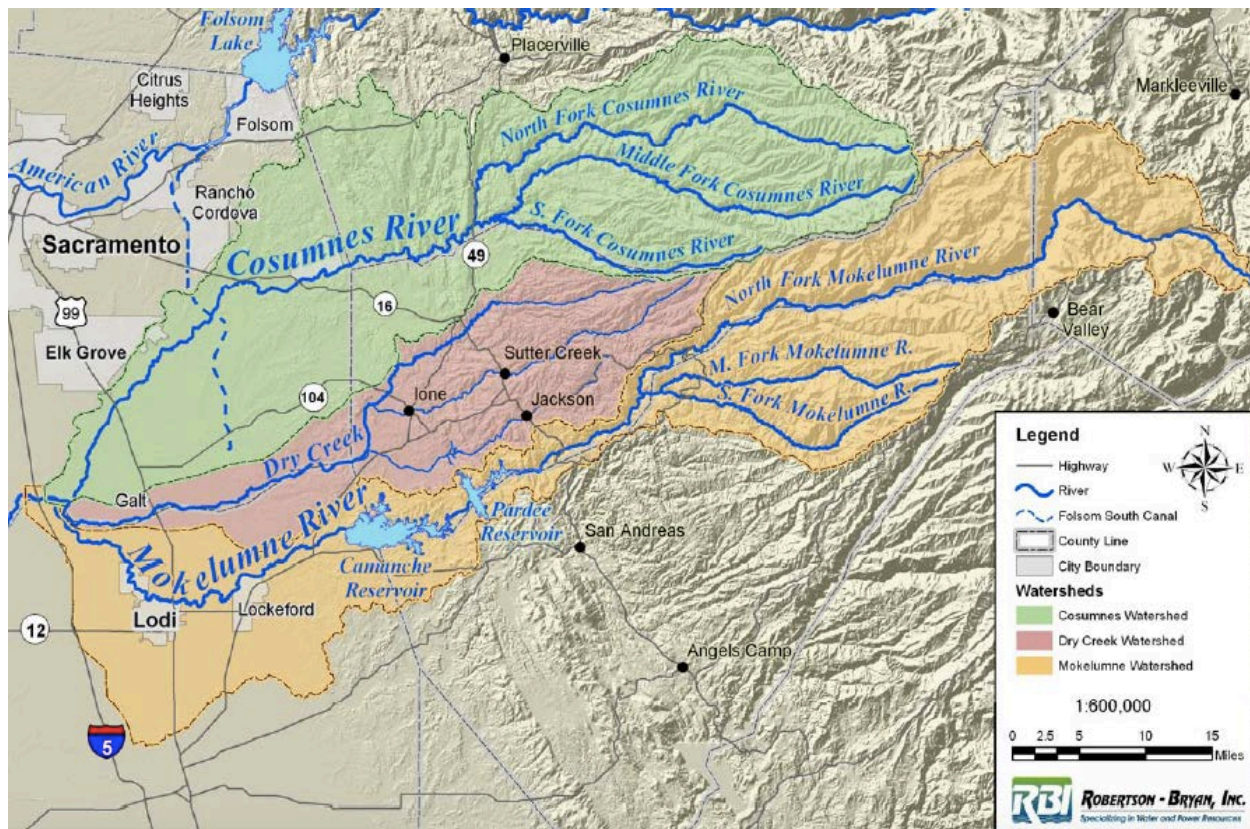 Folsom
Lake
Placerville
Citrus
Heights
Markleeville
Folsom
North Fork Cosumnes River
American River
Middle Fork Cosumnes River
Rancho
Cordova
Sacramento
Cosumnes River
S. Fork Cosumnes River
49
North Fork Mokelumne River
16
99
Bear
Valley
Elk Grove
Sutter Creek
M. Fork Mokelumne R.
S. Fork Mokelumne R.
104
Ione
Jackson
Dry Creek
Galt
Mokelumne River
Pardee
Reservoir
San Andreas
Camanche
Reservoir
Lockeford
Lodi
12
Angels Camp
5
Legend
N
W E
S
Highway
River
Folsom South Canal
County Line
City Boundary
Watersheds
Cosumnes Watershed
Dry Creek Watershed
Mokelumne Watershed
1:600,000
0 2.5 5 10 15
Miles
RBI ROBERTSON - BRYAN, INC.
Specializing in Water and Power Resources